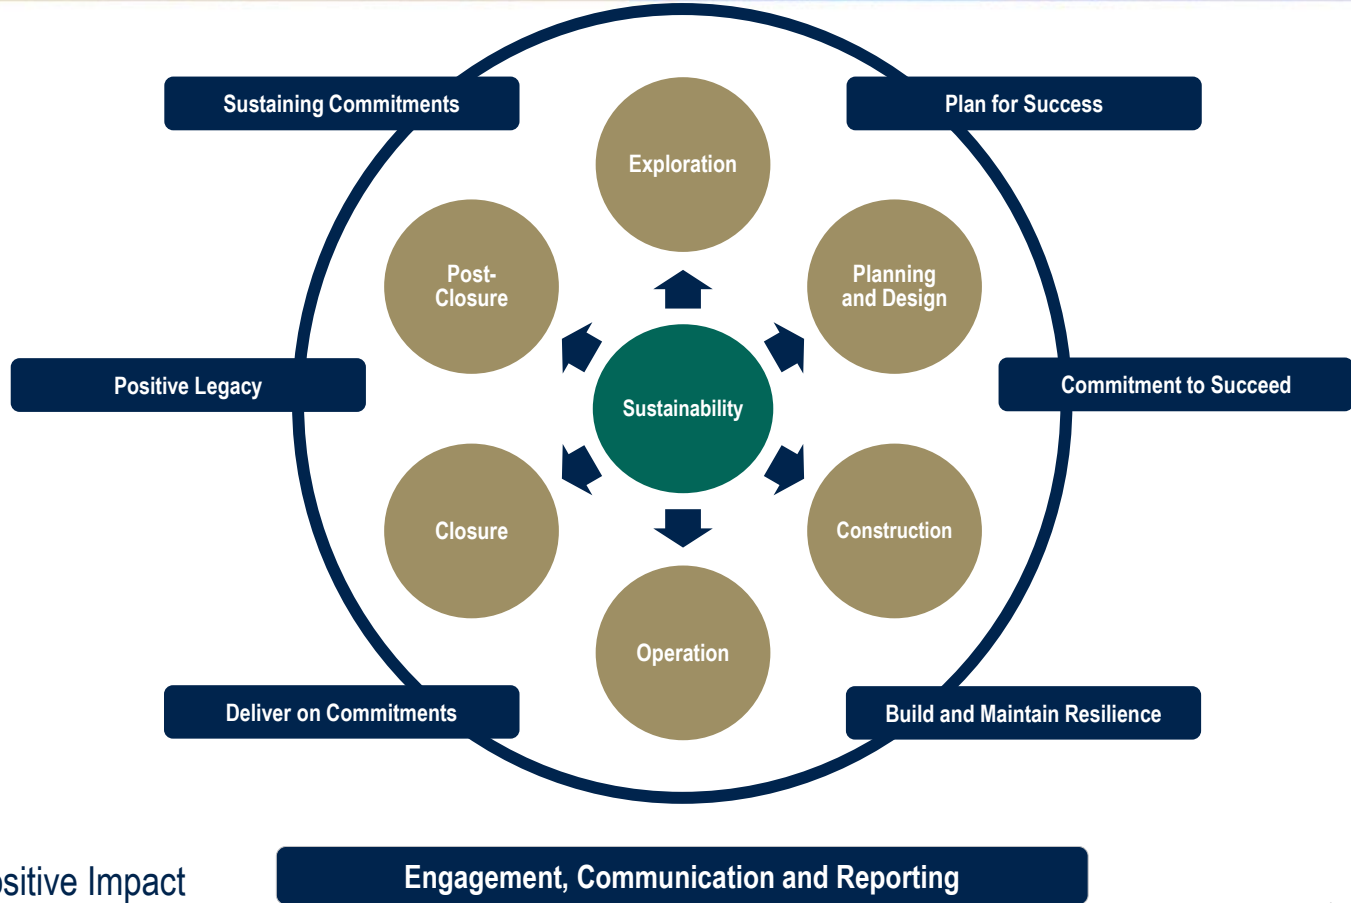 Sustaining Commitments
Plan for Success
Exploration
Post-
Closure
Planning
and Design
Positive Legacy
Sustainability
Commitment to Succeed
Closure
Construction
Operation
Deliver on Commitments
Build and Maintain Resilience
Impact
Engagement, Communication and Reporting